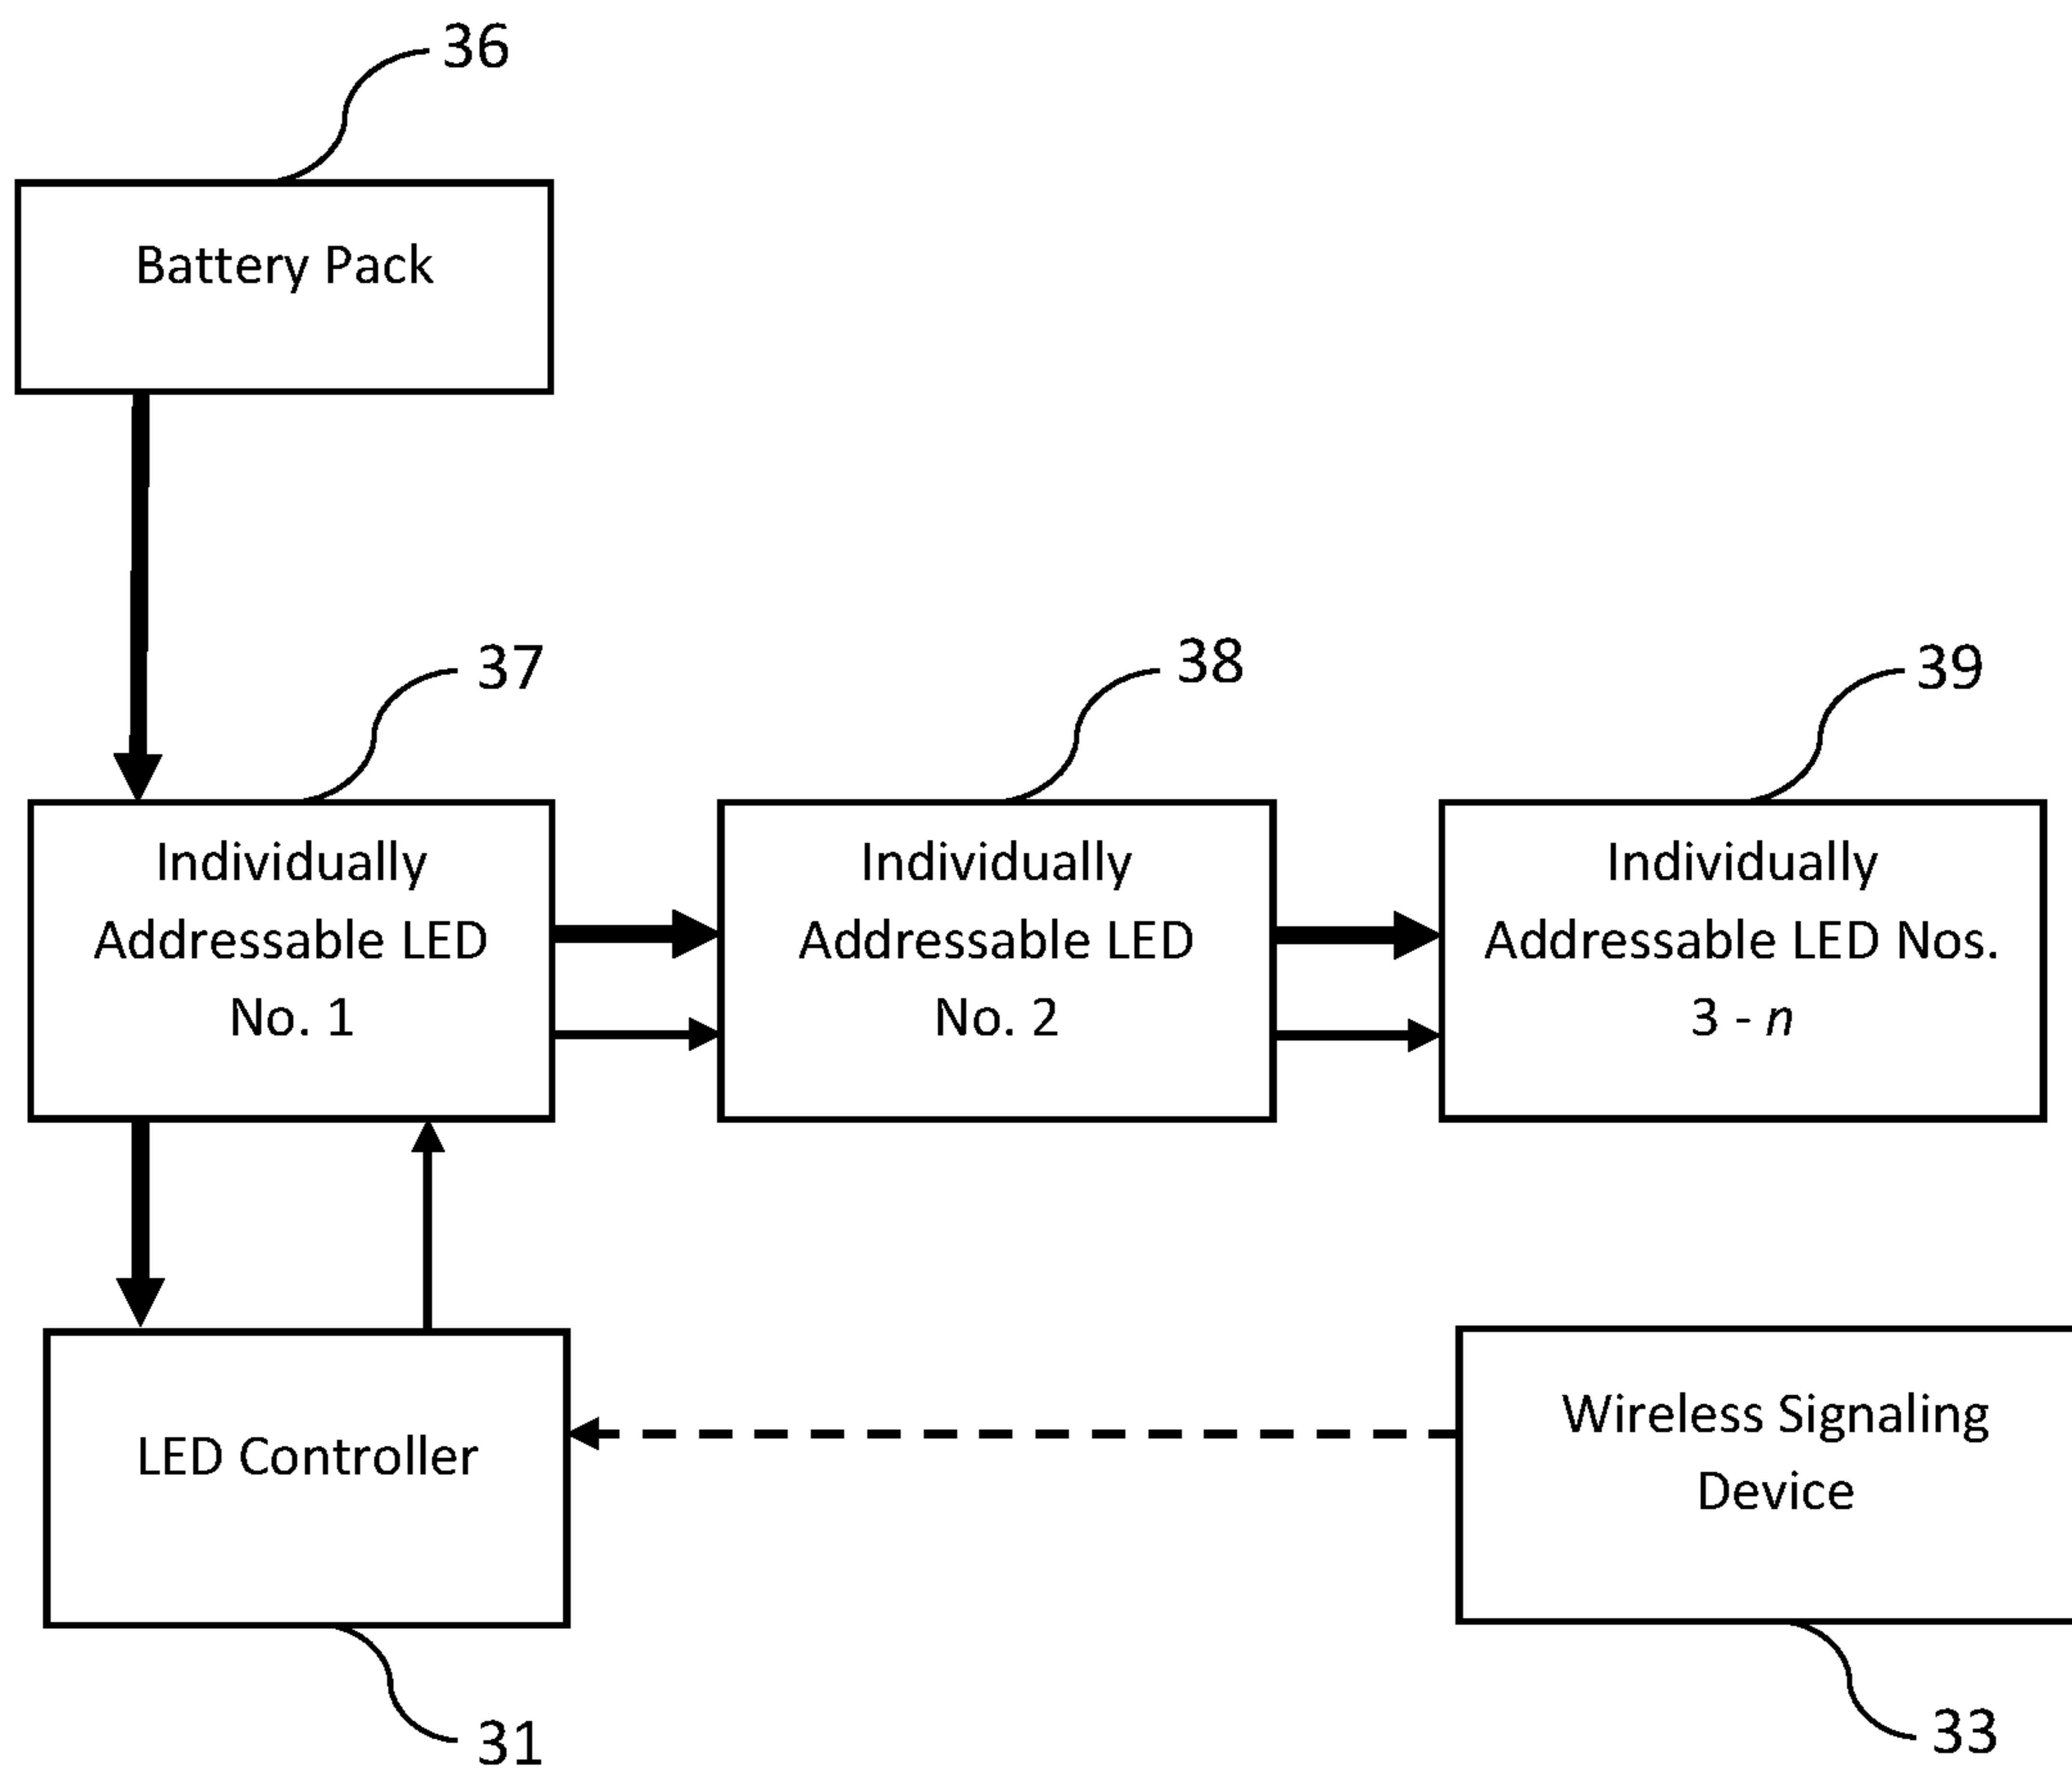 36
Battery Pack
37
38
39
Individually
Addressable LED
No. 1
Individually
Addressable LED
No. 2
Individually
Addressable LED Nos.
3 - n
LED Controller
Wireless Signaling
Device
31
33